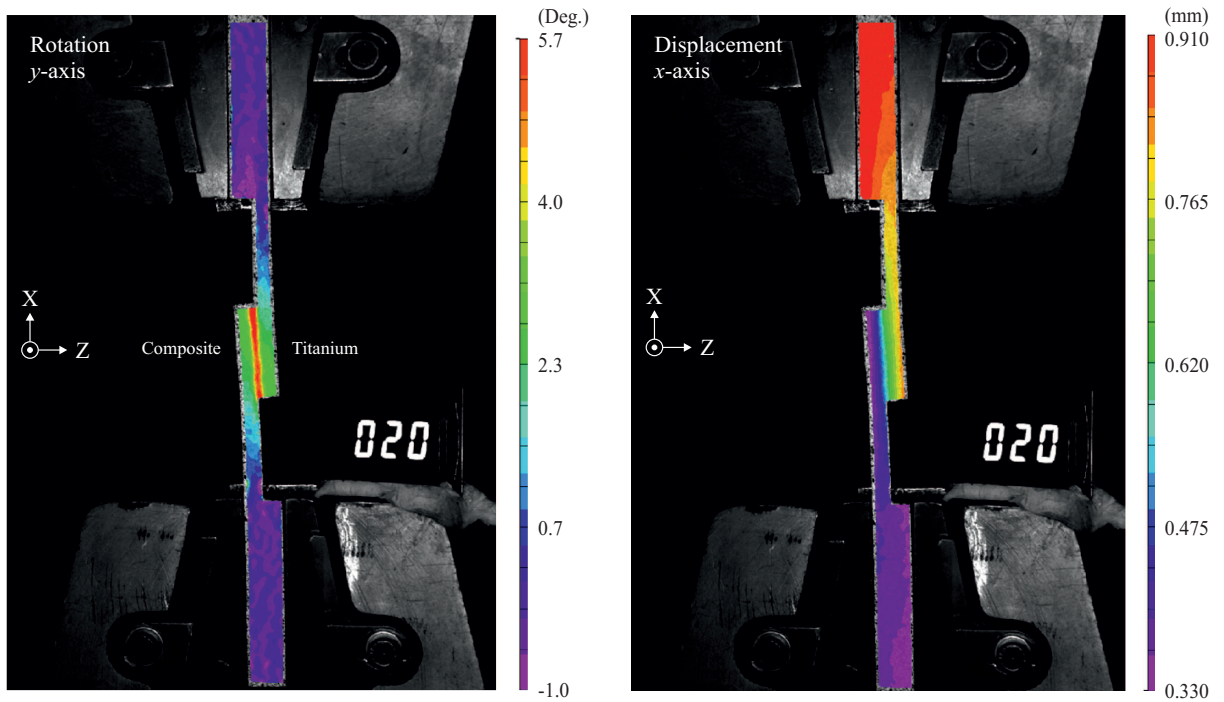 Rotation
y-axis
(Deg.)
5.7
4.0
2.3
0.7
-1.0
X
Z
Composite
Titanium
020
Displacement
x-axis
(mm)
0.910
0.765
0.620
0.475
0.330
X
Z
020